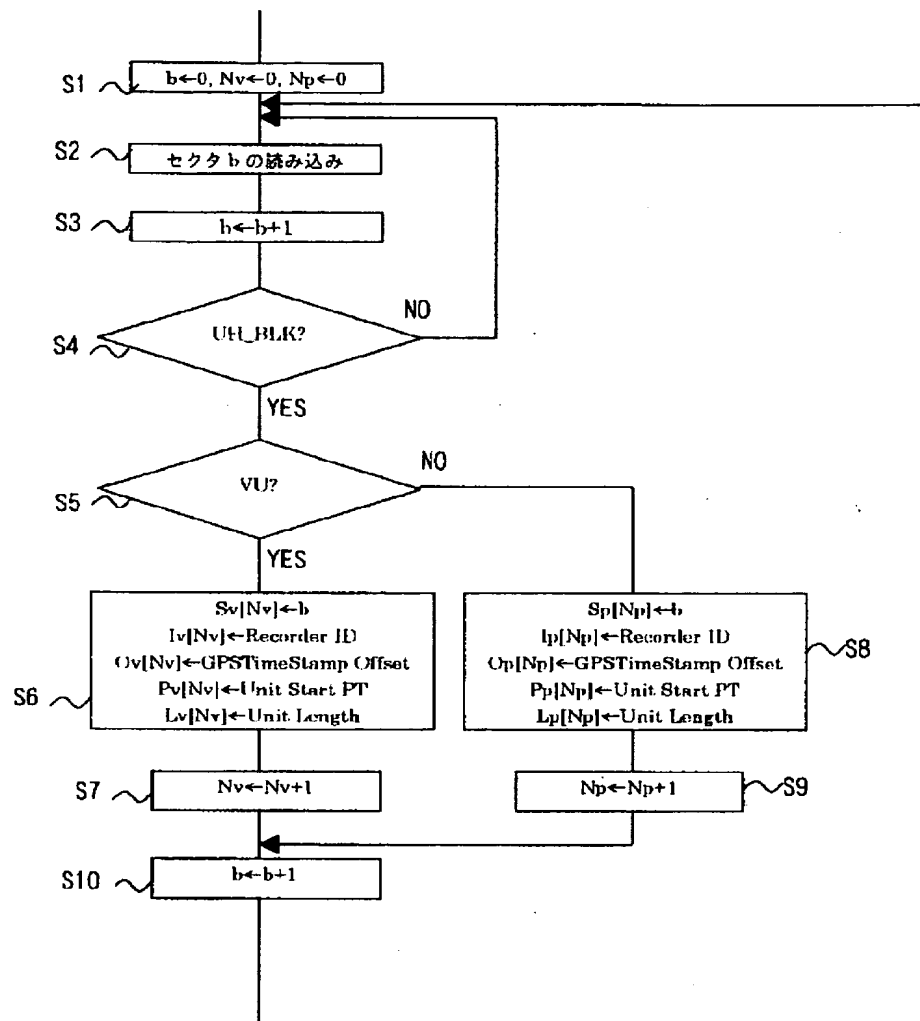 S1
b←0, Nv←0, Np←0
S2
セクタ b の読み込み
S3
b←b+1
S4
UH_BLK?
NO
YES
S5
VU?
NO
YES
S6
Sv[Nv]←b
Iv[Nv]←Recorder ID
Ov[Nv]←GPSTimeStamp Offset
Pv[Nv]←Unit Start PT
Lv[Nv]←Unit Length
Sp[Np]←b
Ip[Np]←Recorder ID
Op[Np]←GPSTimeStamp Offset
Pp[Np]←Unit Start PT
Lp[Np]←Unit Length
S8
S7
Nv←Nv+1
Np←Np+1
S9
S10
b←b+1